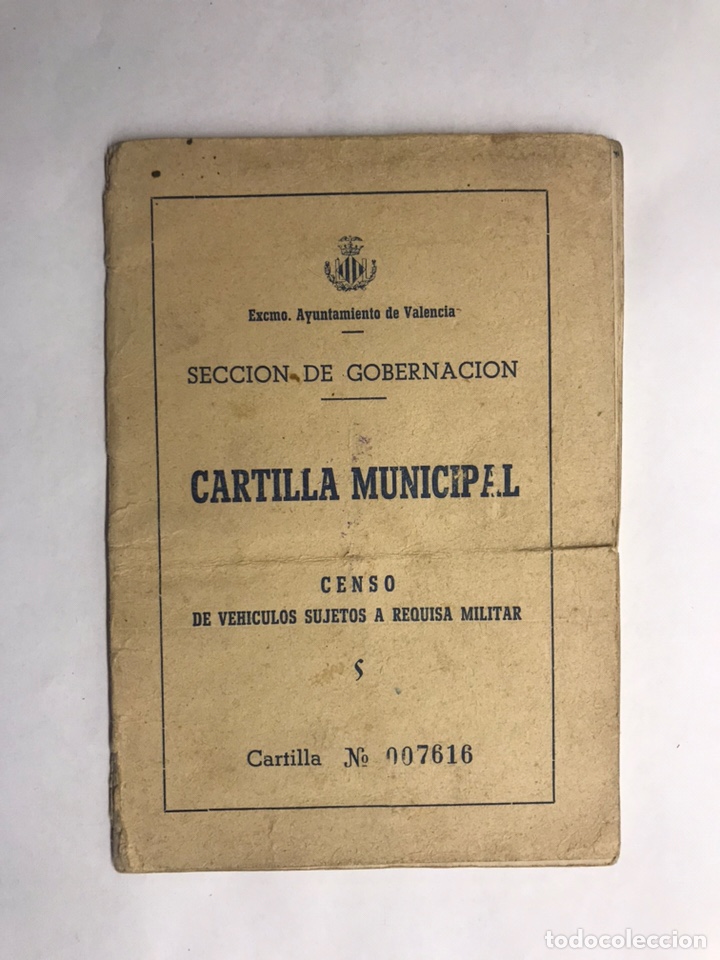 Excmo. Ayuntamiento de Valencia
SECCION DE GOBERNACION
CARTILLA MUNICIPAL
CENSO
DE VEHICULOS SUJETOS A REQUISA MILITAR
Cartilla Nº 007616
todocoleccion